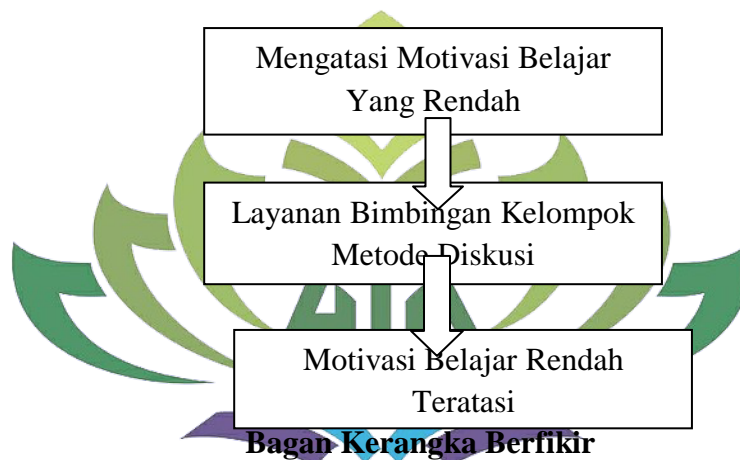 Mengatasi Motivasi Belajar
Yang Rendah
Layanan Bimbingan Kelompok
Metode Diskusi
Motivasi Belajar Rendah
Teratasi
Bagan Kerangka Berfikir